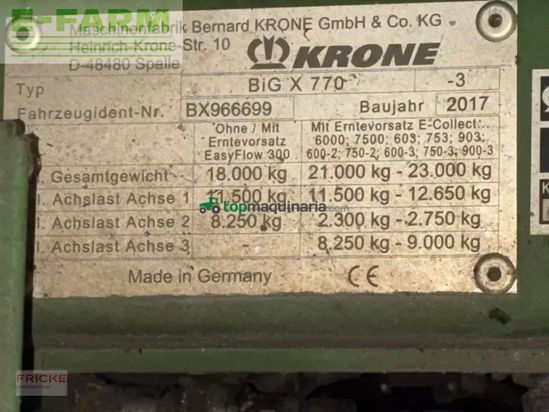 E-FARM
Maschinenfabrik Bernard KRONE GmbH & Co. KG
Heinrich-Krone-Str. 10
D-48480 Spelle
KRONE
Typ BiG X 770 -3
Fahrzeugident-Nr. BX966699 Baujahr 2017
Ohne / Mit Erntevorsatz EasyFlow 300
Mit Erntevorsatz E-Collect: 6000; 7500; 603; 753; 903; 600-2; 750-2; 600-3; 750-3; 900-3
Gesamtgewicht 18.000 kg 21.000 kg - 23.000 kg
l. Achslast Achse 1 11.500 kg 11.500 kg - 12.650 kg
topmaquinaria.com
l. Achslast Achse 2 8.250 kg 2.300 kg - 2.750 kg
l. Achslast Achse 3 - 8.250 kg - 9.000 kg
Made in Germany CE
FRICKE